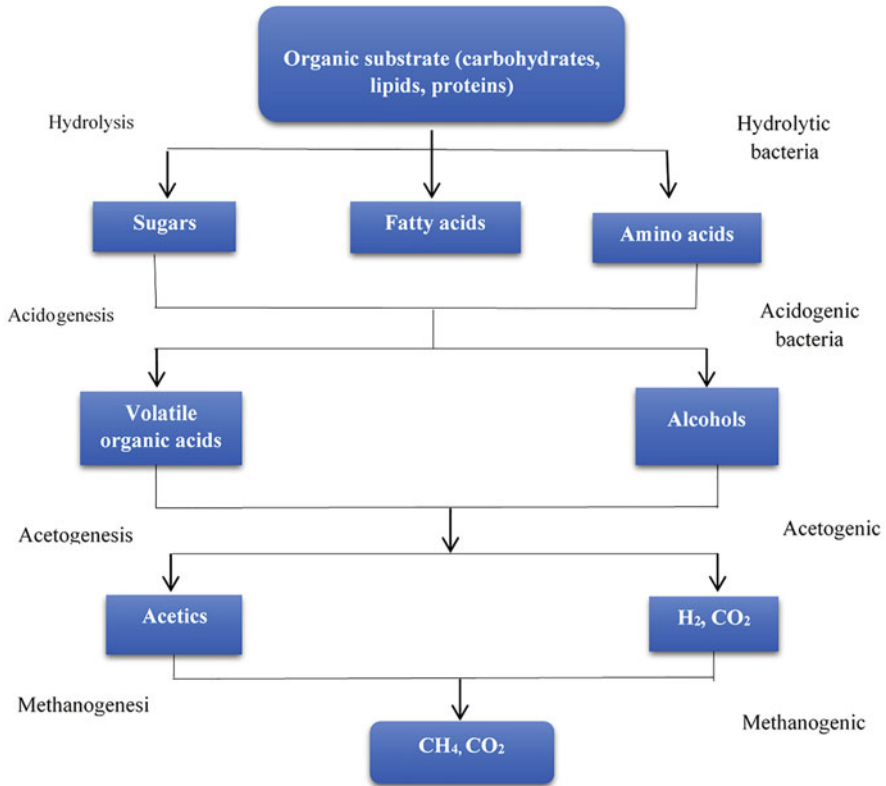 Organic substrate (carbohydrates,
lipids, proteins)
Hydrolysis
Hydrolytic
bacteria
Sugars
Fatty acids
Amino acids
Acidogenesis
Acidogenic
bacteria
Volatile
organic acids
Alcohols
Acetogenesis
Acetogenic
Acetics
H₂, CO₂
Methanogenesi
Methanogenic
CH₄, CO₂